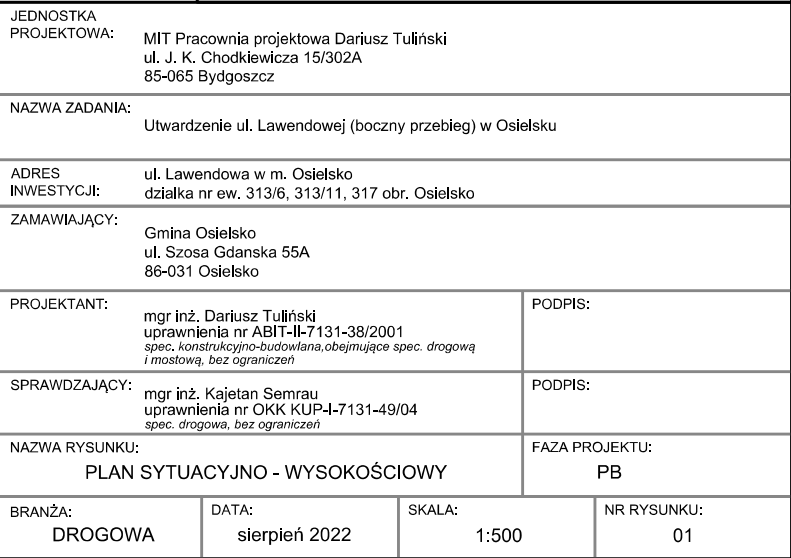 JEDNOSTKA
PROJEKTOWA:
MIT Pracownia projektowa Dariusz Tuliński
ul. J. K. Chodkiewicza 15/302A
85-065 Bydgoszcz
NAZWA ZADANIA:
Utwardzenie ul. Lawendowej (boczny przebieg) w Osielsku
ADRES
INWESTYCJI:
ul. Lawendowa w m. Osielsko
dzialka nr ew. 313/6, 313/11, 317 obr. Osielsko
ZAMAWIAJĄCY:
Gmina Osielsko
ul. Szosa Gdanska 55A
86-031 Osielsko
PROJEKTANT:
mgr inż. Dariusz Tuliński
uprawnienia nr ABIT-II-7131-38/2001
spec. konstrukcyjno-budowlana,obejmujące spec. drogową
i mostową, bez ograniczeń
PODPIS:
SPRAWDZAJĄCY:
mgr inż. Kajetan Semrau
uprawnienia nr OKK KUP-I-7131-49/04
spec. drogowa, bez ograniczeń
PODPIS:
NAZWA RYSUNKU:
PLAN SYTUACYJNO - WYSOKOŚCIOWY
FAZA PROJEKTU:
PB
BRANŻA:
DROGOWA
DATA:
sierpień 2022
SKALA:
1:500
NR RYSUNKU:
01